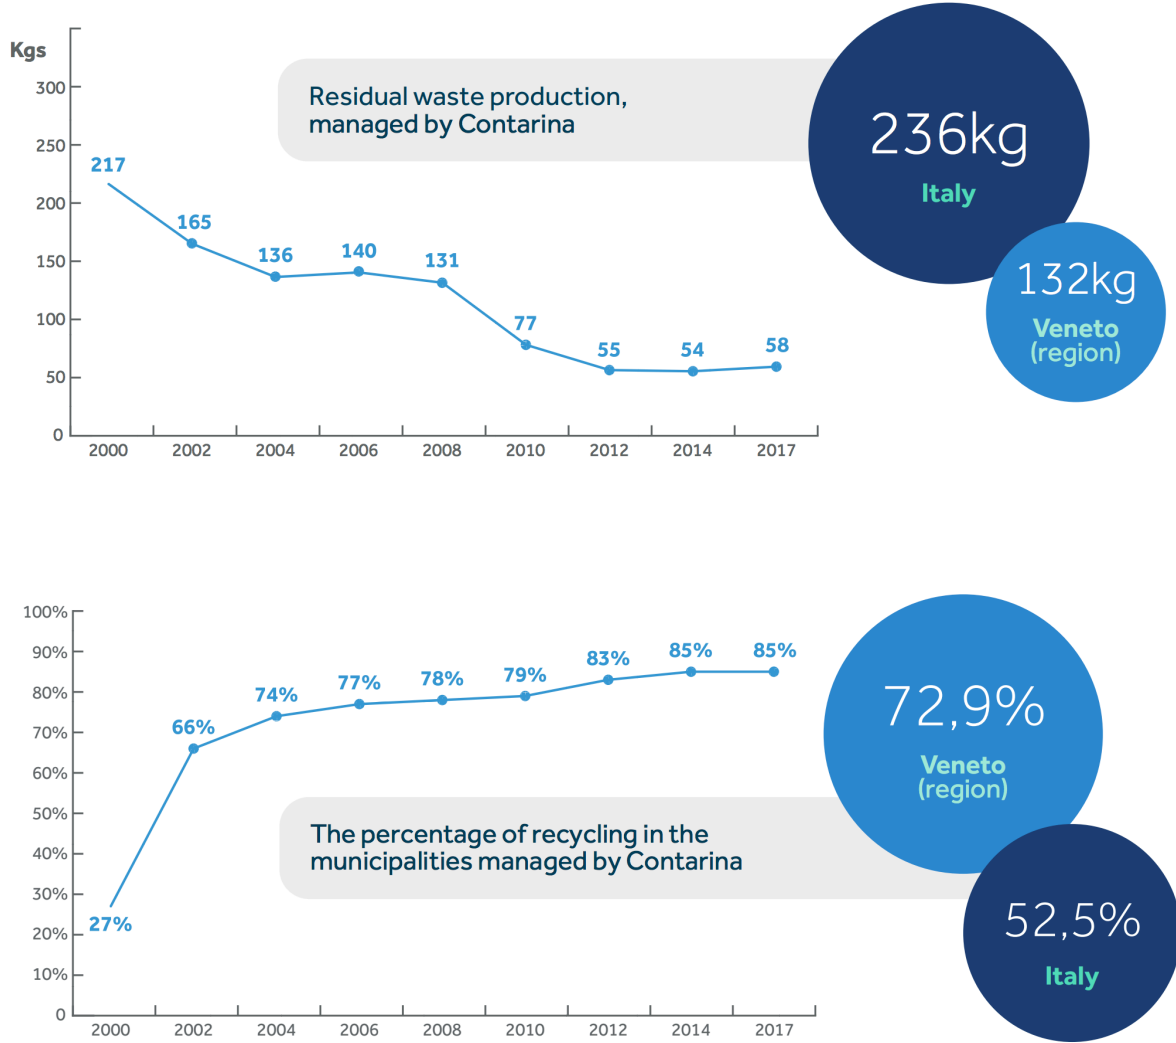 Kgs
300
250
200
150
100
50
0
217
165
136
140
131
77
55
54
58
2000 2002 2004 2006 2008 2010 2012 2014 2017
Residual waste production,
managed by Contarina
236kg
Italy
132kg
Veneto
(region)
100%
90%
80%
70%
60%
50%
40%
30%
20%
10%
0
27%
66%
74%
77%
78%
79%
83%
85%
85%
2000 2002 2004 2006 2008 2010 2012 2014 2017
The percentage of recycling in the
municipalities managed by Contarina
72,9%
Veneto
(region)
52,5%
Italy